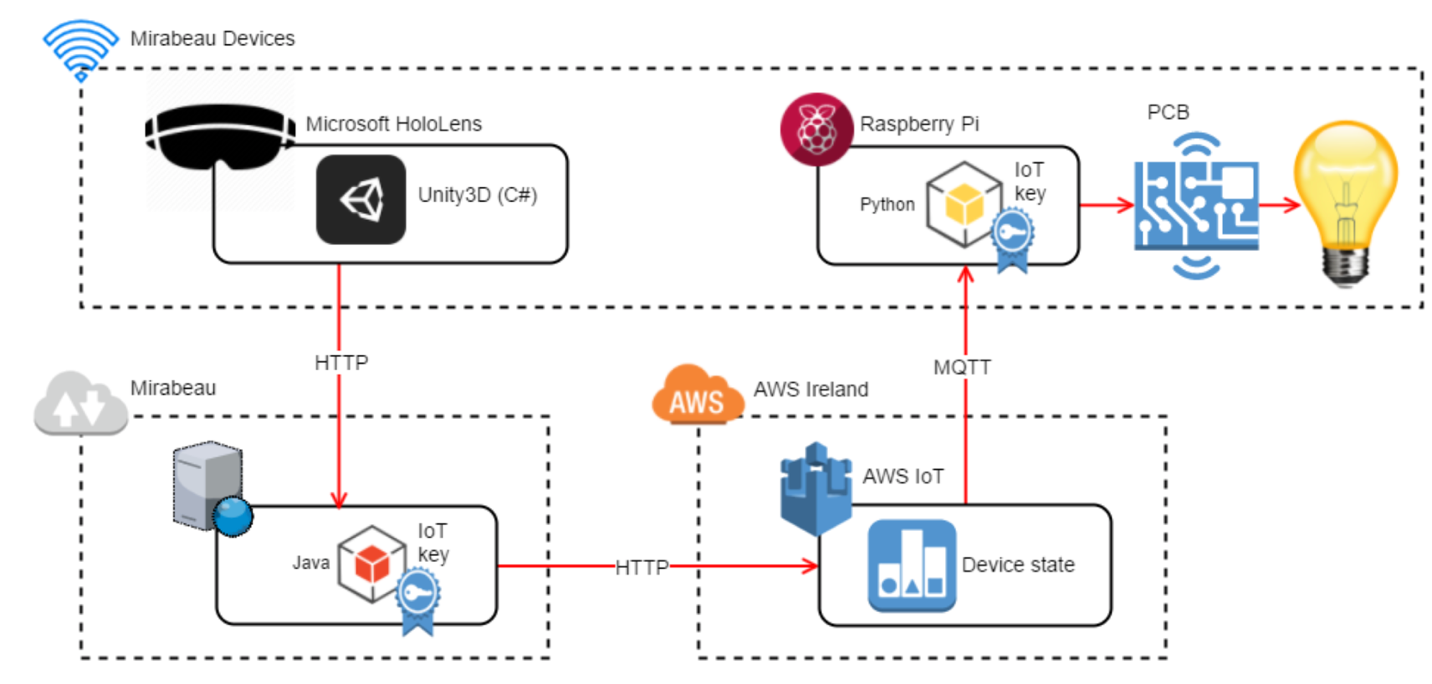 Mirabeau Devices
Microsoft HoloLens
Unity3D (C#)
Raspberry Pi
Python
IoT
key
PCB
HTTP
MQTT
Mirabeau
Java
IoT
key
HTTP
AWS
AWS Ireland
AWS IoT
Device state